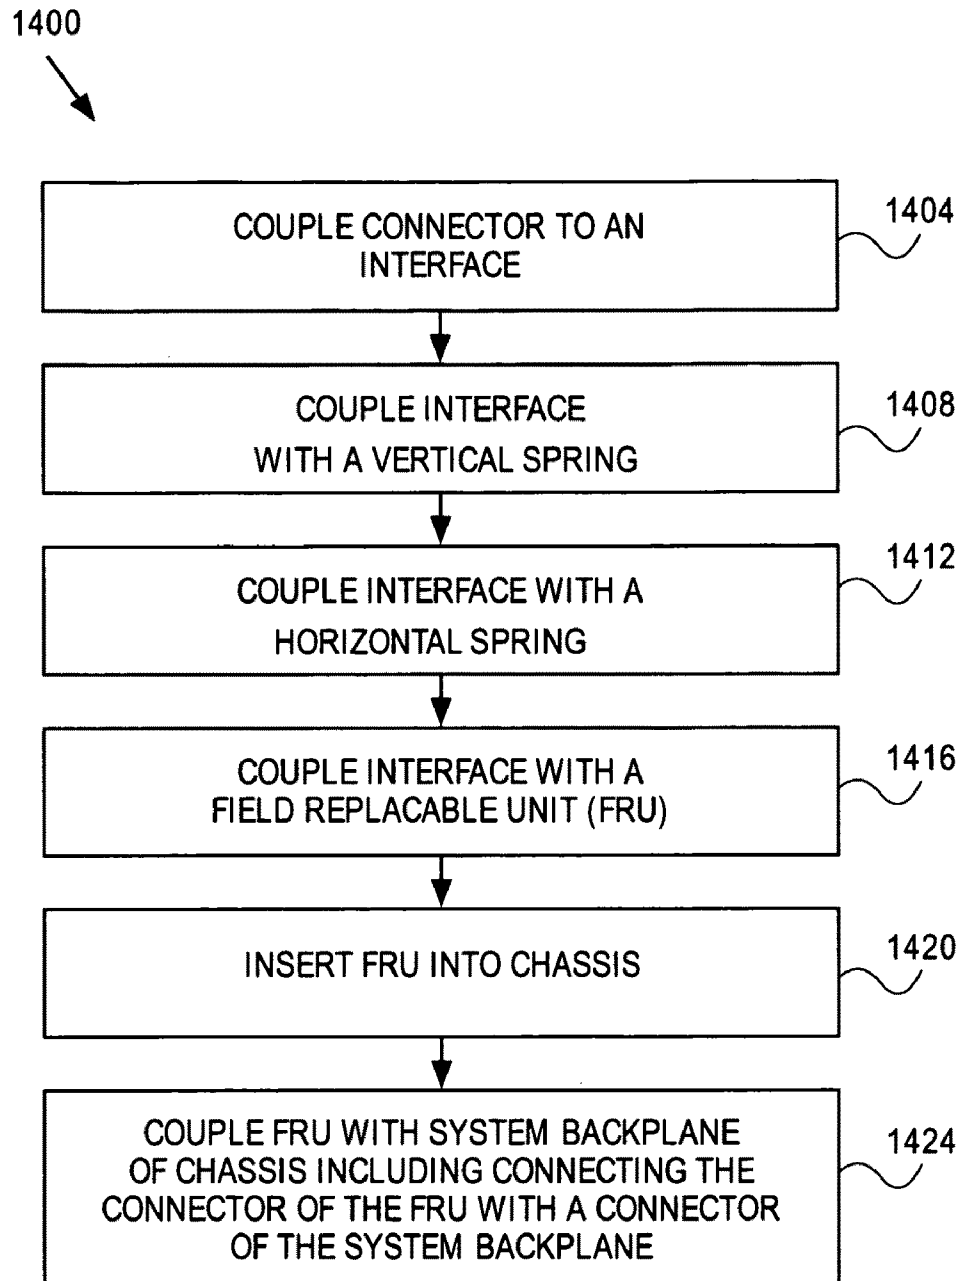 1400
COUPLE CONNECTOR TO AN
INTERFACE
1404
COUPLE INTERFACE
WITH A VERTICAL SPRING
1408
COUPLE INTERFACE WITH A
HORIZONTAL SPRING
1412
COUPLE INTERFACE WITH A
FIELD REPLACABLE UNIT (FRU)
1416
INSERT FRU INTO CHASSIS
1420
COUPLE FRU WITH SYSTEM BACKPLANE
OF CHASSIS INCLUDING CONNECTING THE
CONNECTOR OF THE FRU WITH A CONNECTOR
OF THE SYSTEM BACKPLANE
1424